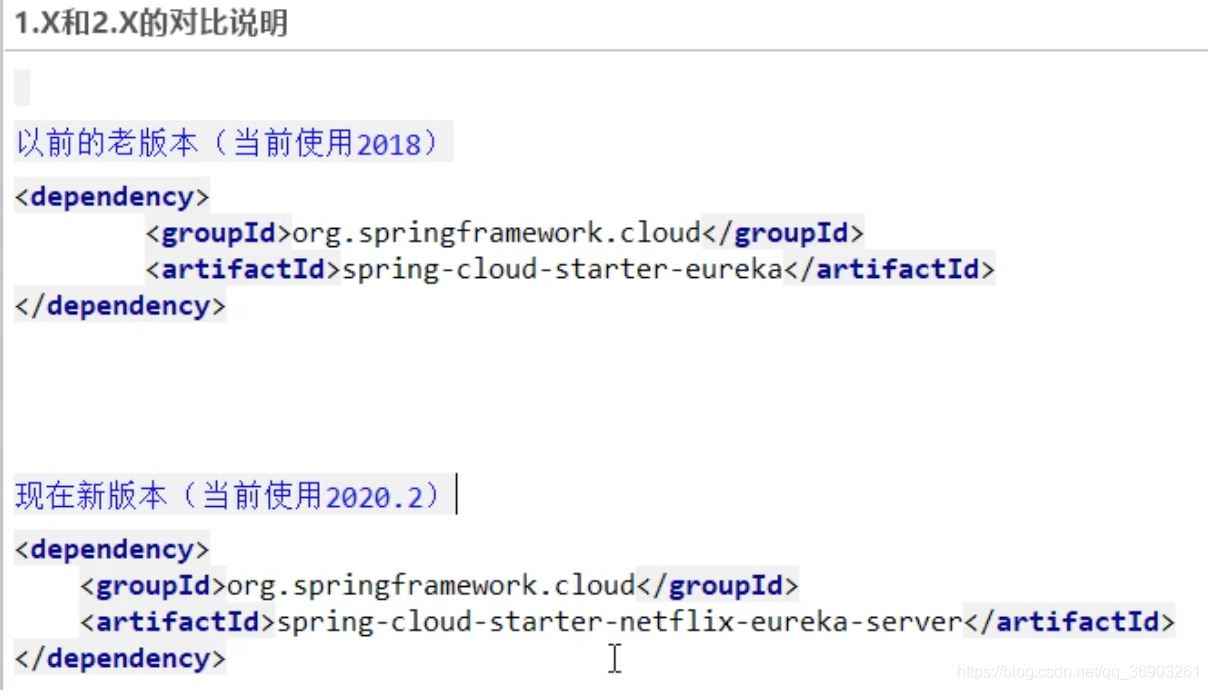 1.X和2.X的对比说明
以前的老版本（当前使用2018）
<dependency>
        <groupId>org.springframework.cloud</groupId>
        <artifactId>spring-cloud-starter-eureka</artifactId>
</dependency>
现在新版本（当前使用2020.2）
<dependency>
    <groupId>org.springframework.cloud</groupId>
    <artifactId>spring-cloud-starter-netflix-eureka-server</artifactId>
</dependency>
https://blog.csdn.net/qq_36903261